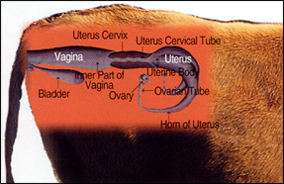 Uterus Cervix
Uterus Cervical Tube
Vagina
Uterus
Inner Part of
Vagina
Uterine Body
Bladder
Ovary
Ovarian Tube
Horn of Uterus